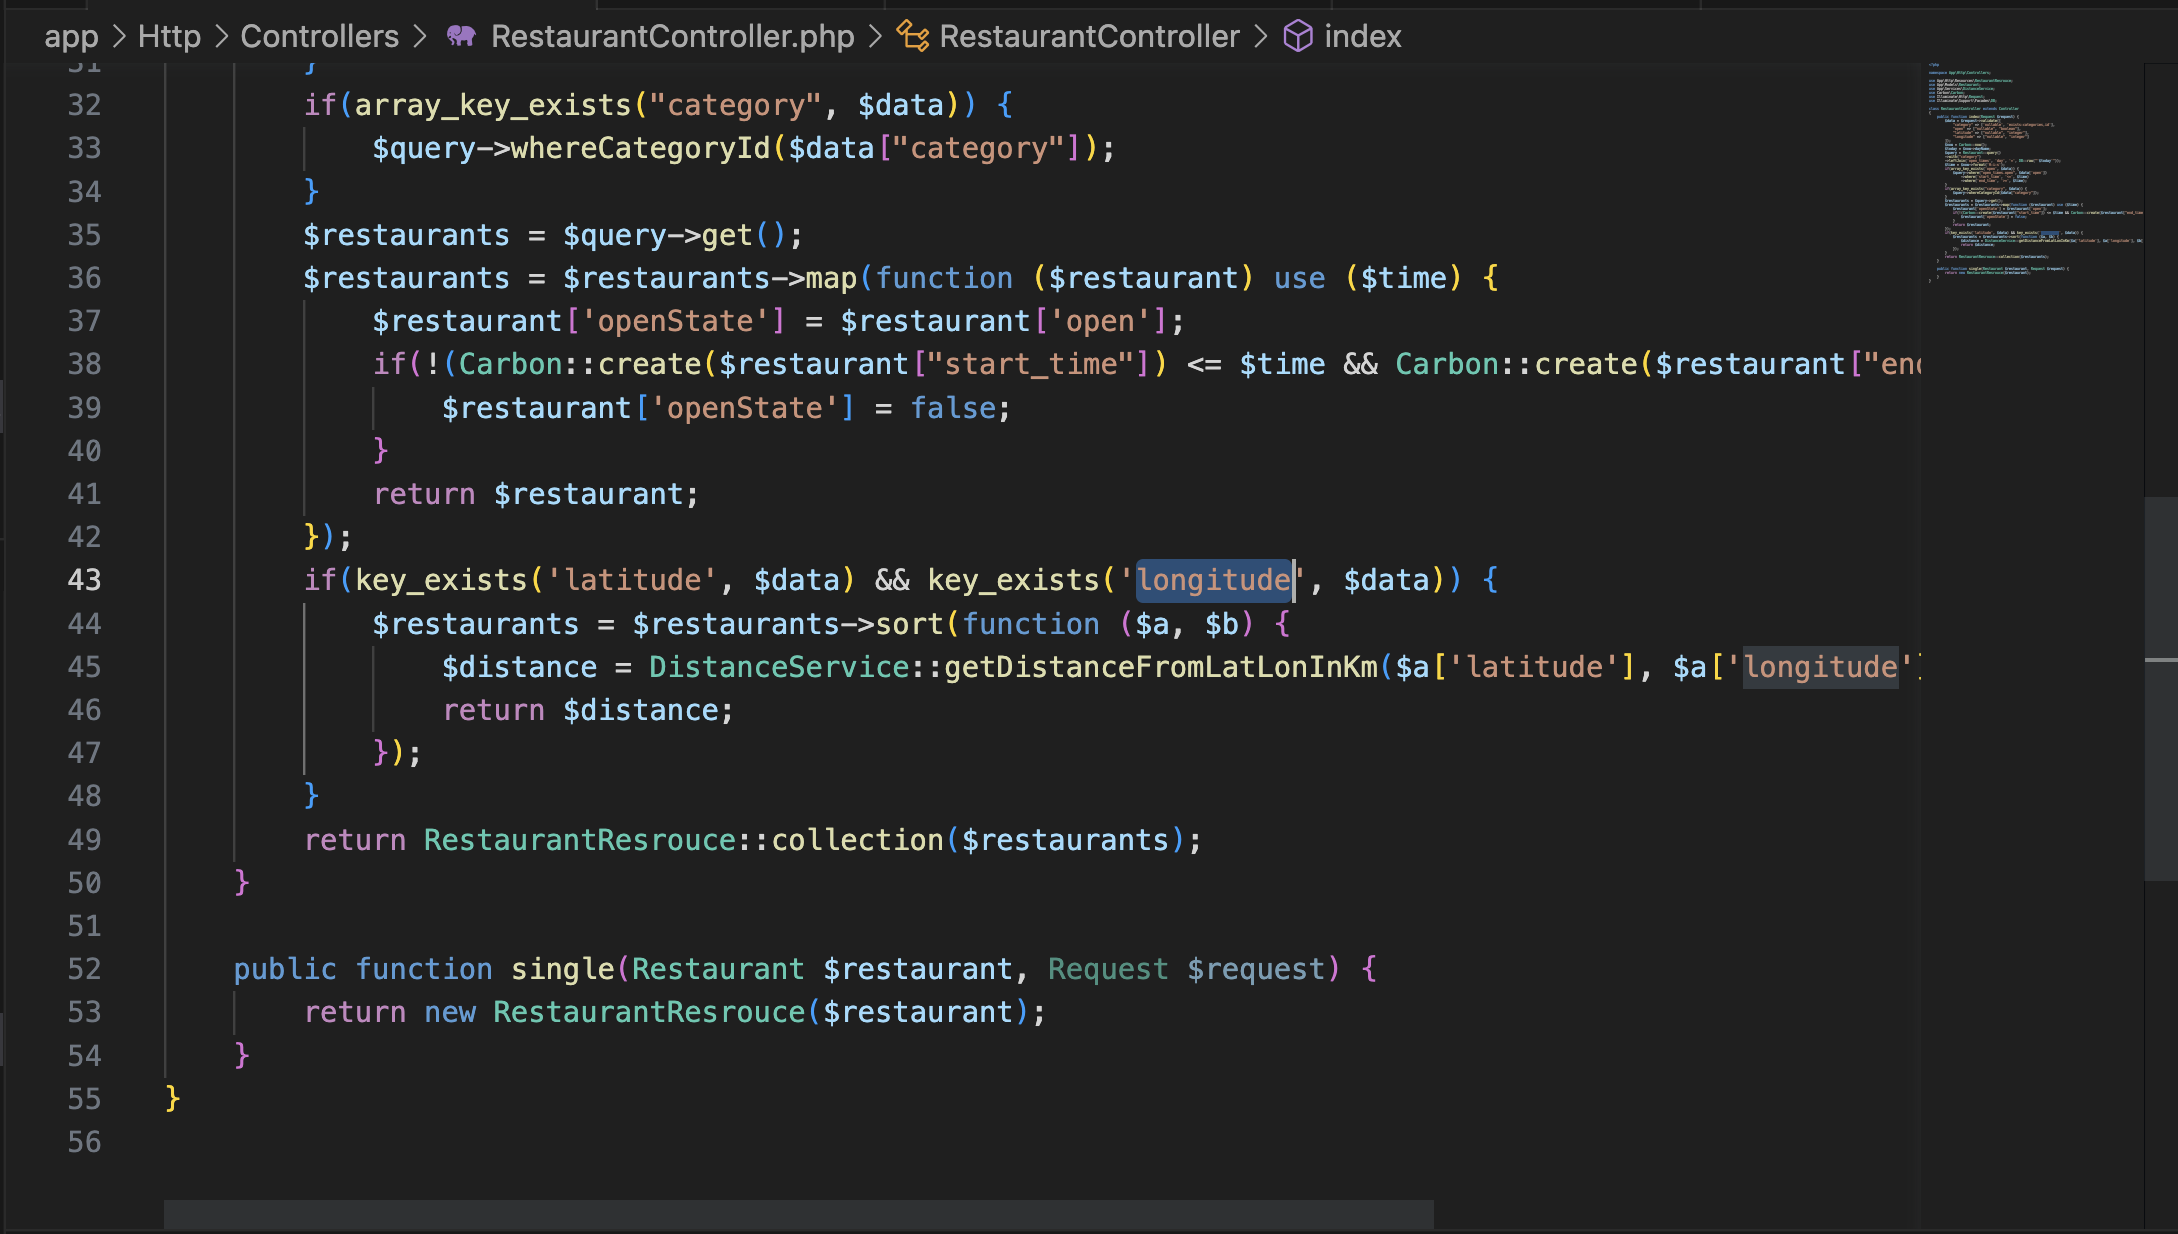 app > Http > Controllers > RestaurantController.php > RestaurantController > index
31 }
32 if(array_key_exists("category", $data)) {
33 $query->whereCategoryId($data["category"]);
34 }
35 $restaurants = $query->get();
36 $restaurants = $restaurants->map(function ($restaurant) use ($time) {
37 $restaurant['openState'] = $restaurant['open'];
38 if(!(Carbon::create($restaurant["start_time"]) <= $time && Carbon::create($restaurant["end
39 $restaurant['openState'] = false;
40 }
41 return $restaurant;
42 });
43 if(key_exists('latitude', $data) && key_exists('longitude', $data)) {
44 $restaurants = $restaurants->sort(function ($a, $b) {
45 $distance = DistanceService::getDistanceFromLatLonInKm($a['latitude'], $a['longitude']
46 return $distance;
47 });
48 }
49 return RestaurantResrouce::collection($restaurants);
50 }
51
52 public function single(Restaurant $restaurant, Request $request) {
53 return new RestaurantResrouce($restaurant);
54 }
55 }
56